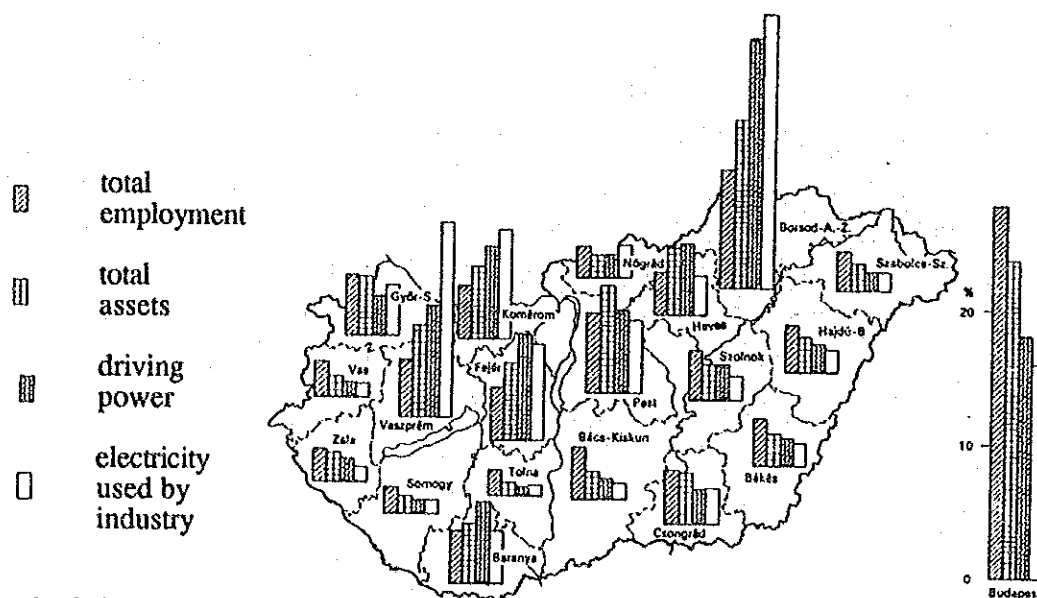 total
employment
total
assets
driving
power
electricity
used by
industry
Borsod-A.-Z.
Szabolcs-Sz.
Nógrád
Győr-S.
Komárom
Heves
Hajdú-B
Szolnok
Vas
Fejér
Pest
Veszprém
Zala
Bács-Kiskun
Somogy
Tolna
Békés
Csongrád
Baranya
%
20
10
0
Budapes